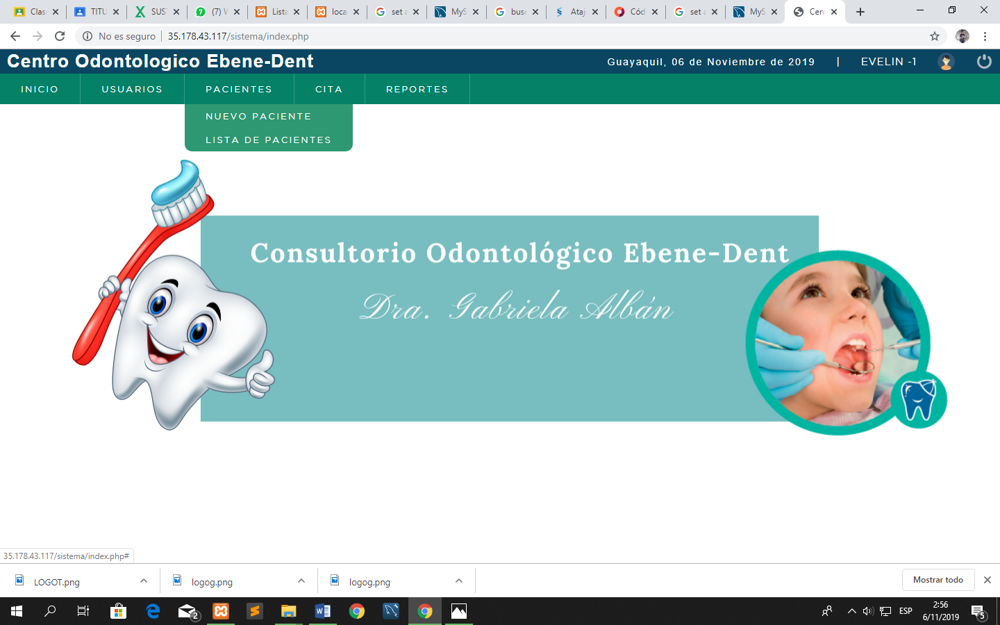 Clas
TITU
SUS
(7) W
Lista
loca
set a
MyS
busc
Ataj
Cód
set a
MyS
Cen
No es seguro
35.178.43.117/sistema/index.php
Centro Odontologico Ebene-Dent
Guayaquil, 06 de Noviembre de 2019 | EVELIN -1
INICIO USUARIOS PACIENTES CITA REPORTES
NUEVO PACIENTE
LISTA DE PACIENTES
Consultorio Odontológico Ebene-Dent
Dra. Gabriela Albán
35.178.43.117/sistema/index.php#
LOGOT.png
logog.png
logog.png
Mostrar todo
2
ESP
2:56
6/11/2019
5